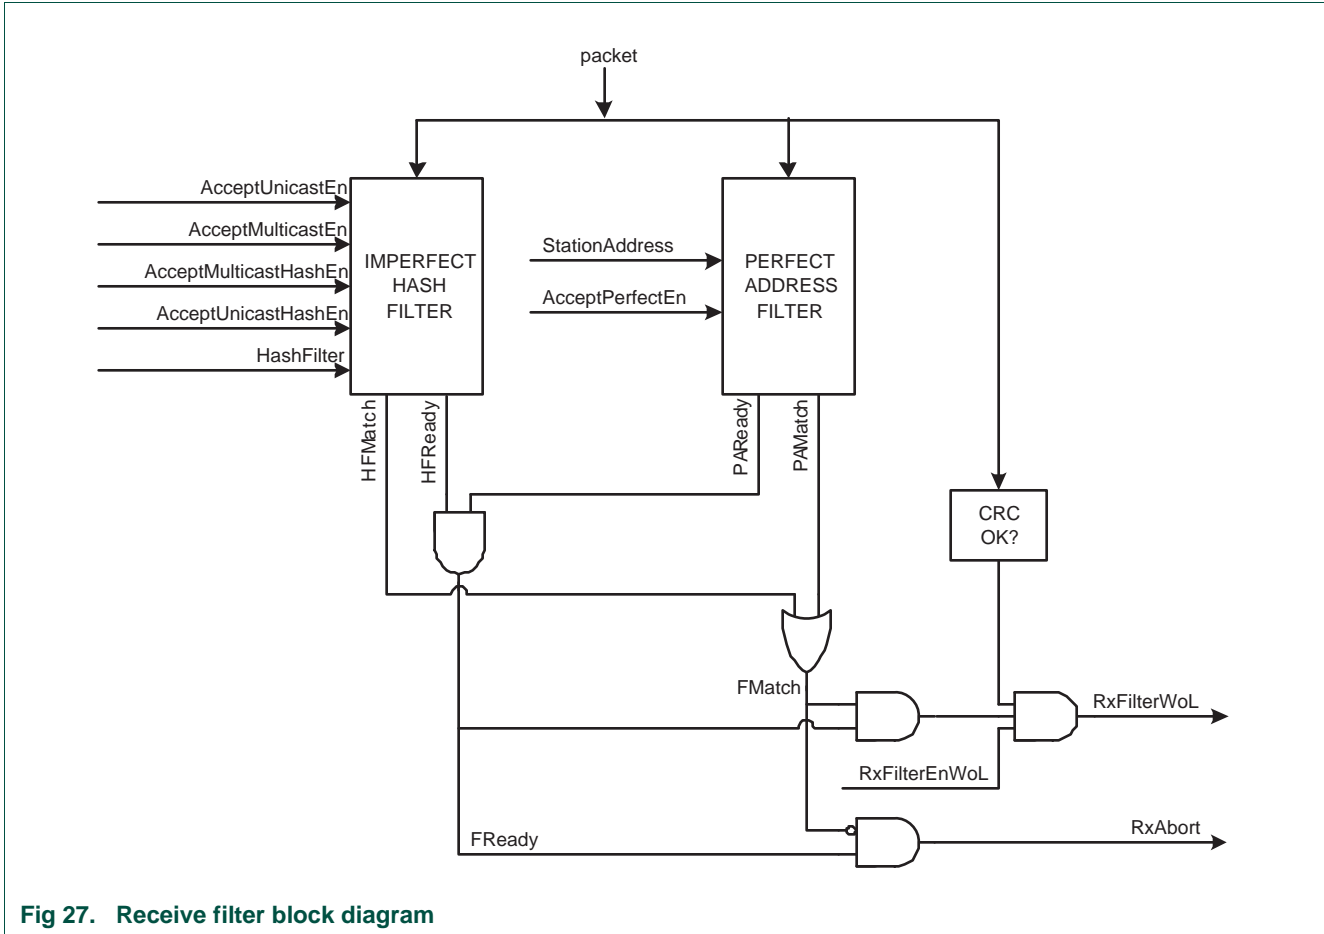 packet
AcceptUnicastEn
AcceptMulticastEn
AcceptMulticastHashEn
AcceptUnicastHashEn
HashFilter
IMPERFECT
HASH
FILTER
StationAddress
AcceptPerfectEn
PERFECT
ADDRESS
FILTER
HFMatch
HFReady
PAReady
PAMatch
CRC
OK?
FMatch
RxFilterWoL
RxFilterEnWoL
RxAbort
FReady
Fig 27. Receive filter block diagram